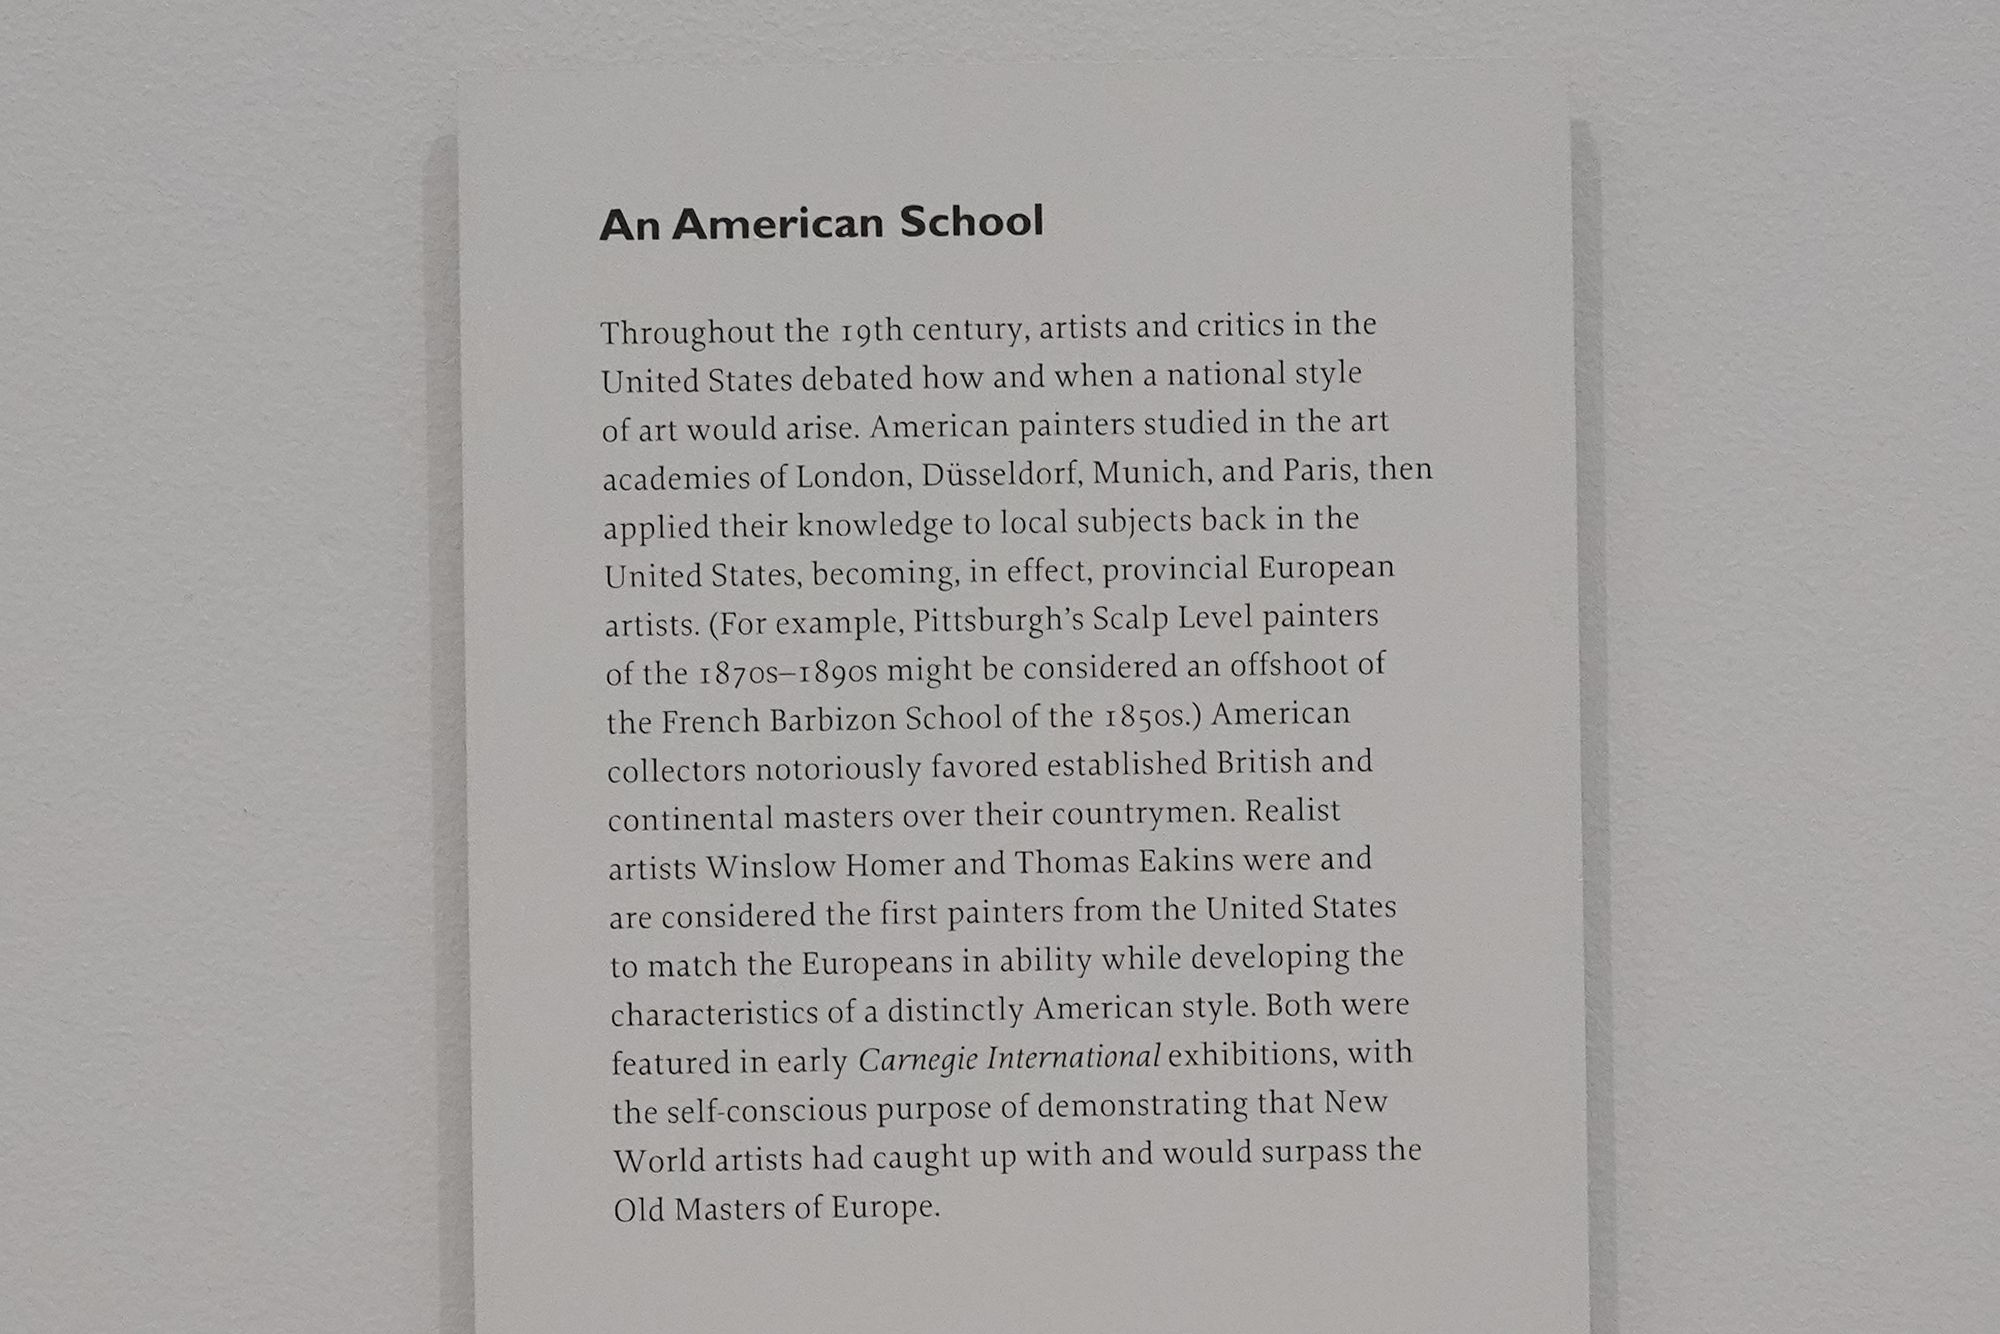 An American School
Throughout the 19th century, artists and critics in the
United States debated how and when a national style
of art would arise. American painters studied in the art
academies of London, Düsseldorf, Munich, and Paris, then
applied their knowledge to local subjects back in the
United States, becoming, in effect, provincial European
artists. (For example, Pittsburgh’s Scalp Level painters
of the 1870s–1890s might be considered an offshoot of
the French Barbizon School of the 1850s.) American
collectors notoriously favored established British and
continental masters over their countrymen. Realist
artists Winslow Homer and Thomas Eakins were and
are considered the first painters from the United States
to match the Europeans in ability while developing the
characteristics of a distinctly American style. Both were
featured in early Carnegie International exhibitions, with
the self-conscious purpose of demonstrating that New
World artists had caught up with and would surpass the
Old Masters of Europe.